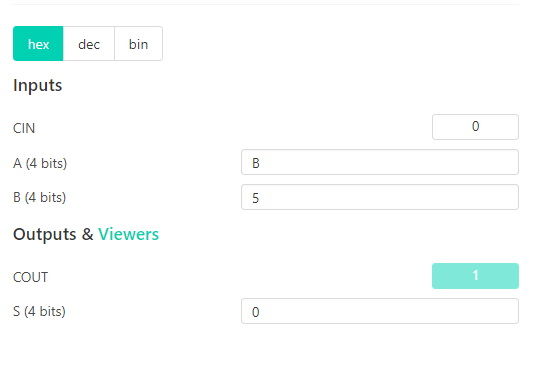 hex dec bin
Inputs
CIN 0
A (4 bits) B
B (4 bits) 5
Outputs & Viewers
COUT 1
S (4 bits) 0